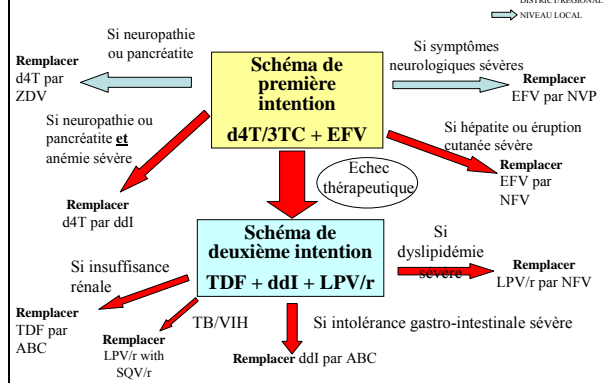 DISTRICT/REGIONAL
NIVEAU LOCAL
Si neuropathie
ou pancréatite
Remplacer
d4T par
ZDV
Schéma de
première
intention
d4T/3TC + EFV
Si symptômes
neurologiques sévères
Remplacer
EFV par NVP
Si neuropathie ou
pancréatite et
anémie sévère
Remplacer
d4T par ddI
Si hépatite ou éruption
cutanée sévère
Remplacer
EFV par
NFV
Echec
thérapeutique
Schéma de
deuxième intention
TDF + ddI + LPV/r
Si
dyslipidémie
sévère
Remplacer
LPV/r par NFV
Si insuffisance
rénale
Remplacer
TDF par
ABC
TB/VIH
Remplacer
LPV/r with
SQV/r
Si intolérance gastro-intestinale sévère
Remplacer ddI par ABC